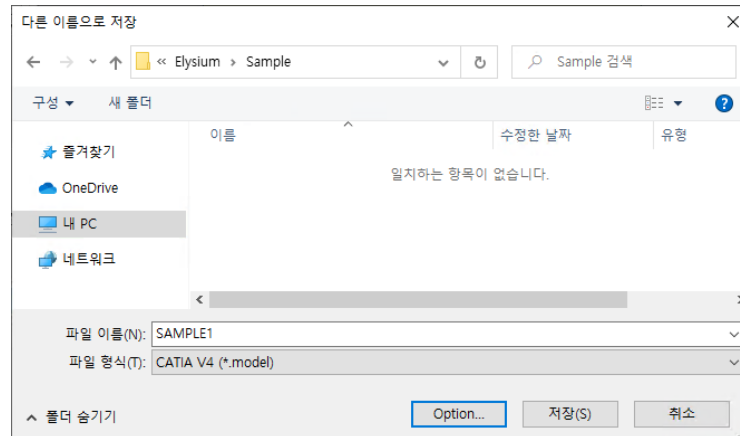 다른 이름으로 저장
« Elysium › Sample
Sample 검색
구성 새 폴더
이름 수정한 날짜 유형
일치하는 항목이 없습니다.
즐겨찾기
OneDrive
내 PC
네트워크
파일 이름(N): SAMPLE1
파일 형식(T): CATIA V4 (*.model)
폴더 숨기기 Option... 저장(S) 취소